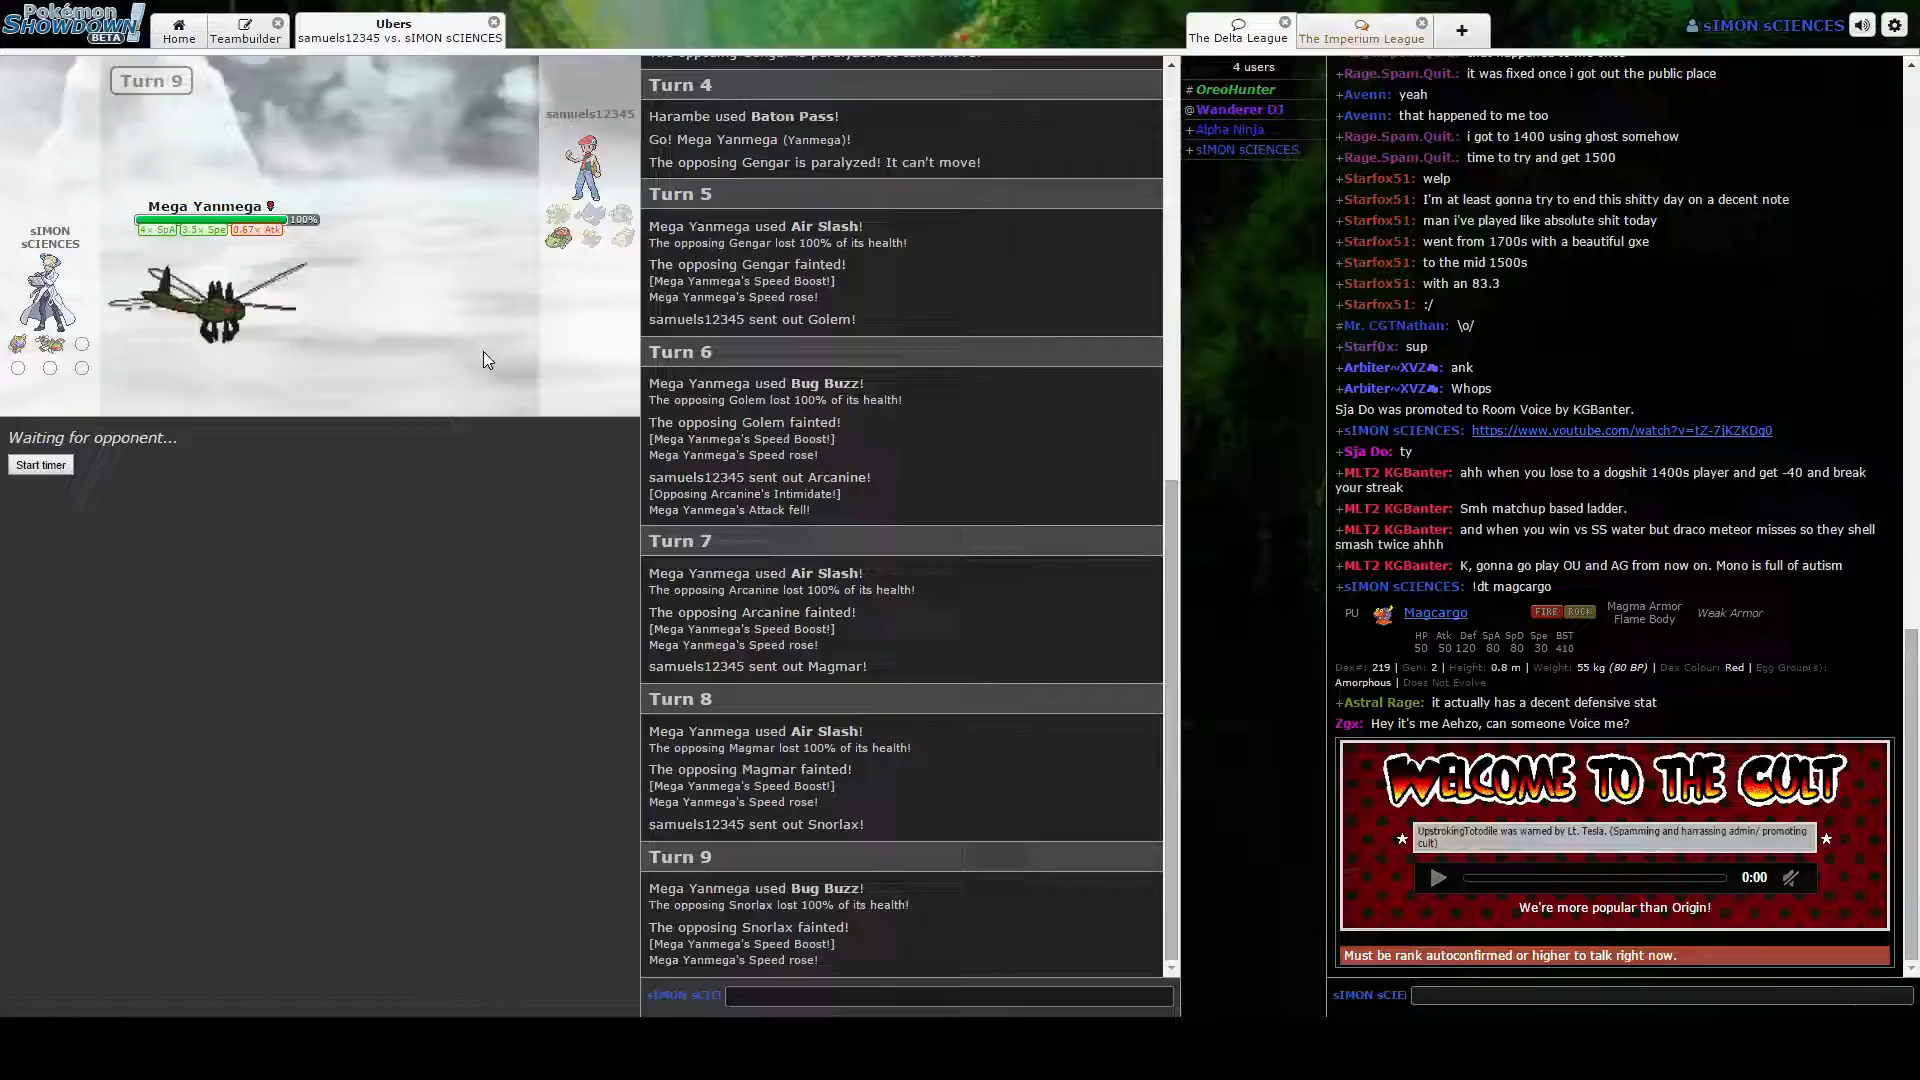 Pokémon
SHOWDOWN!
BETA
Home
Teambuilder
Ubers
samuels12345 vs. sIMON sCIENCES
The Delta League
The Imperium League
+
sIMON sCIENCES
Turn 9
samuels12345
Mega Yanmega
100%
4× SpA 3.5× Spe 0.67× Atk
sIMON
sCIENCES
Waiting for opponent...
Start timer
Turn 4
Harambe used Baton Pass!
Go! Mega Yanmega (Yanmega)!
The opposing Gengar is paralyzed! It can't move!
Turn 5
Mega Yanmega used Air Slash!
The opposing Gengar lost 100% of its health!
The opposing Gengar fainted!
[Mega Yanmega's Speed Boost!]
Mega Yanmega's Speed rose!
samuels12345 sent out Golem!
Turn 6
Mega Yanmega used Bug Buzz!
The opposing Golem lost 100% of its health!
The opposing Golem fainted!
[Mega Yanmega's Speed Boost!]
Mega Yanmega's Speed rose!
samuels12345 sent out Arcanine!
[Opposing Arcanine's Intimidate!]
Mega Yanmega's Attack fell!
Turn 7
Mega Yanmega used Air Slash!
The opposing Arcanine lost 100% of its health!
The opposing Arcanine fainted!
[Mega Yanmega's Speed Boost!]
Mega Yanmega's Speed rose!
samuels12345 sent out Magmar!
Turn 8
Mega Yanmega used Air Slash!
The opposing Magmar lost 100% of its health!
The opposing Magmar fainted!
[Mega Yanmega's Speed Boost!]
Mega Yanmega's Speed rose!
samuels12345 sent out Snorlax!
Turn 9
Mega Yanmega used Bug Buzz!
The opposing Snorlax lost 100% of its health!
The opposing Snorlax fainted!
[Mega Yanmega's Speed Boost!]
Mega Yanmega's Speed rose!
sIMON sCIE
4 users
#OreoHunter
@Wanderer DJ
+Alpha Ninja
+sIMON sCIENCES
+Rage.Spam.Quit.: it was fixed once i got out the public place
+Avenn: yeah
+Avenn: that happened to me too
+Rage.Spam.Quit.: i got to 1400 using ghost somehow
+Rage.Spam.Quit.: time to try and get 1500
+Starfox51: welp
+Starfox51: I'm at least gonna try to end this shitty day on a decent note
+Starfox51: man i've played like absolute shit today
+Starfox51: went from 1700s with a beautiful gxe
+Starfox51: to the mid 1500s
+Starfox51: with an 83.3
+Starfox51: :/
#Mr. CGTNathan: \o/
+Starf0x: sup
+Arbiter~XVZ☁: ank
+Arbiter~XVZ☁: Whops
Sja Do was promoted to Room Voice by KGBanter.
+sIMON sCIENCES: https://www.youtube.com/watch?v=tZ-7jKZKDg0
+Sja Do: ty
+MLT2 KGBanter: ahh when you lose to a dogshit 1400s player and get -40 and break
your streak
+MLT2 KGBanter: Smh matchup based ladder.
+MLT2 KGBanter: and when you win vs SS water but draco meteor misses so they shell
smash twice ahhh
+MLT2 KGBanter: K, gonna go play OU and AG from now on. Mono is full of autism
+sIMON sCIENCES: !dt magcargo
PU Magcargo FIRE ROCK Magma Armor Flame Body Weak Armor
HP Atk Def SpA SpD Spe BST
50 50 120 80 80 30 410
Dex#: 219 | Gen: 2 | Height: 0.8 m | Weight: 55 kg (80 BP) | Dex Colour: Red | Egg Group(s):
Amorphous | Does Not Evolve
+Astral Rage: it actually has a decent defensive stat
Zgx: Hey it's me Aehzo, can someone Voice me?
WELCOME TO THE CULT
UpstrokingTotodile was warned by Lt. Tesla. (Spamming and harrassing admin/ promoting
cult)
0:00
We're more popular than Origin!
Must be rank autoconfirmed or higher to talk right now.
sIMON sCIE